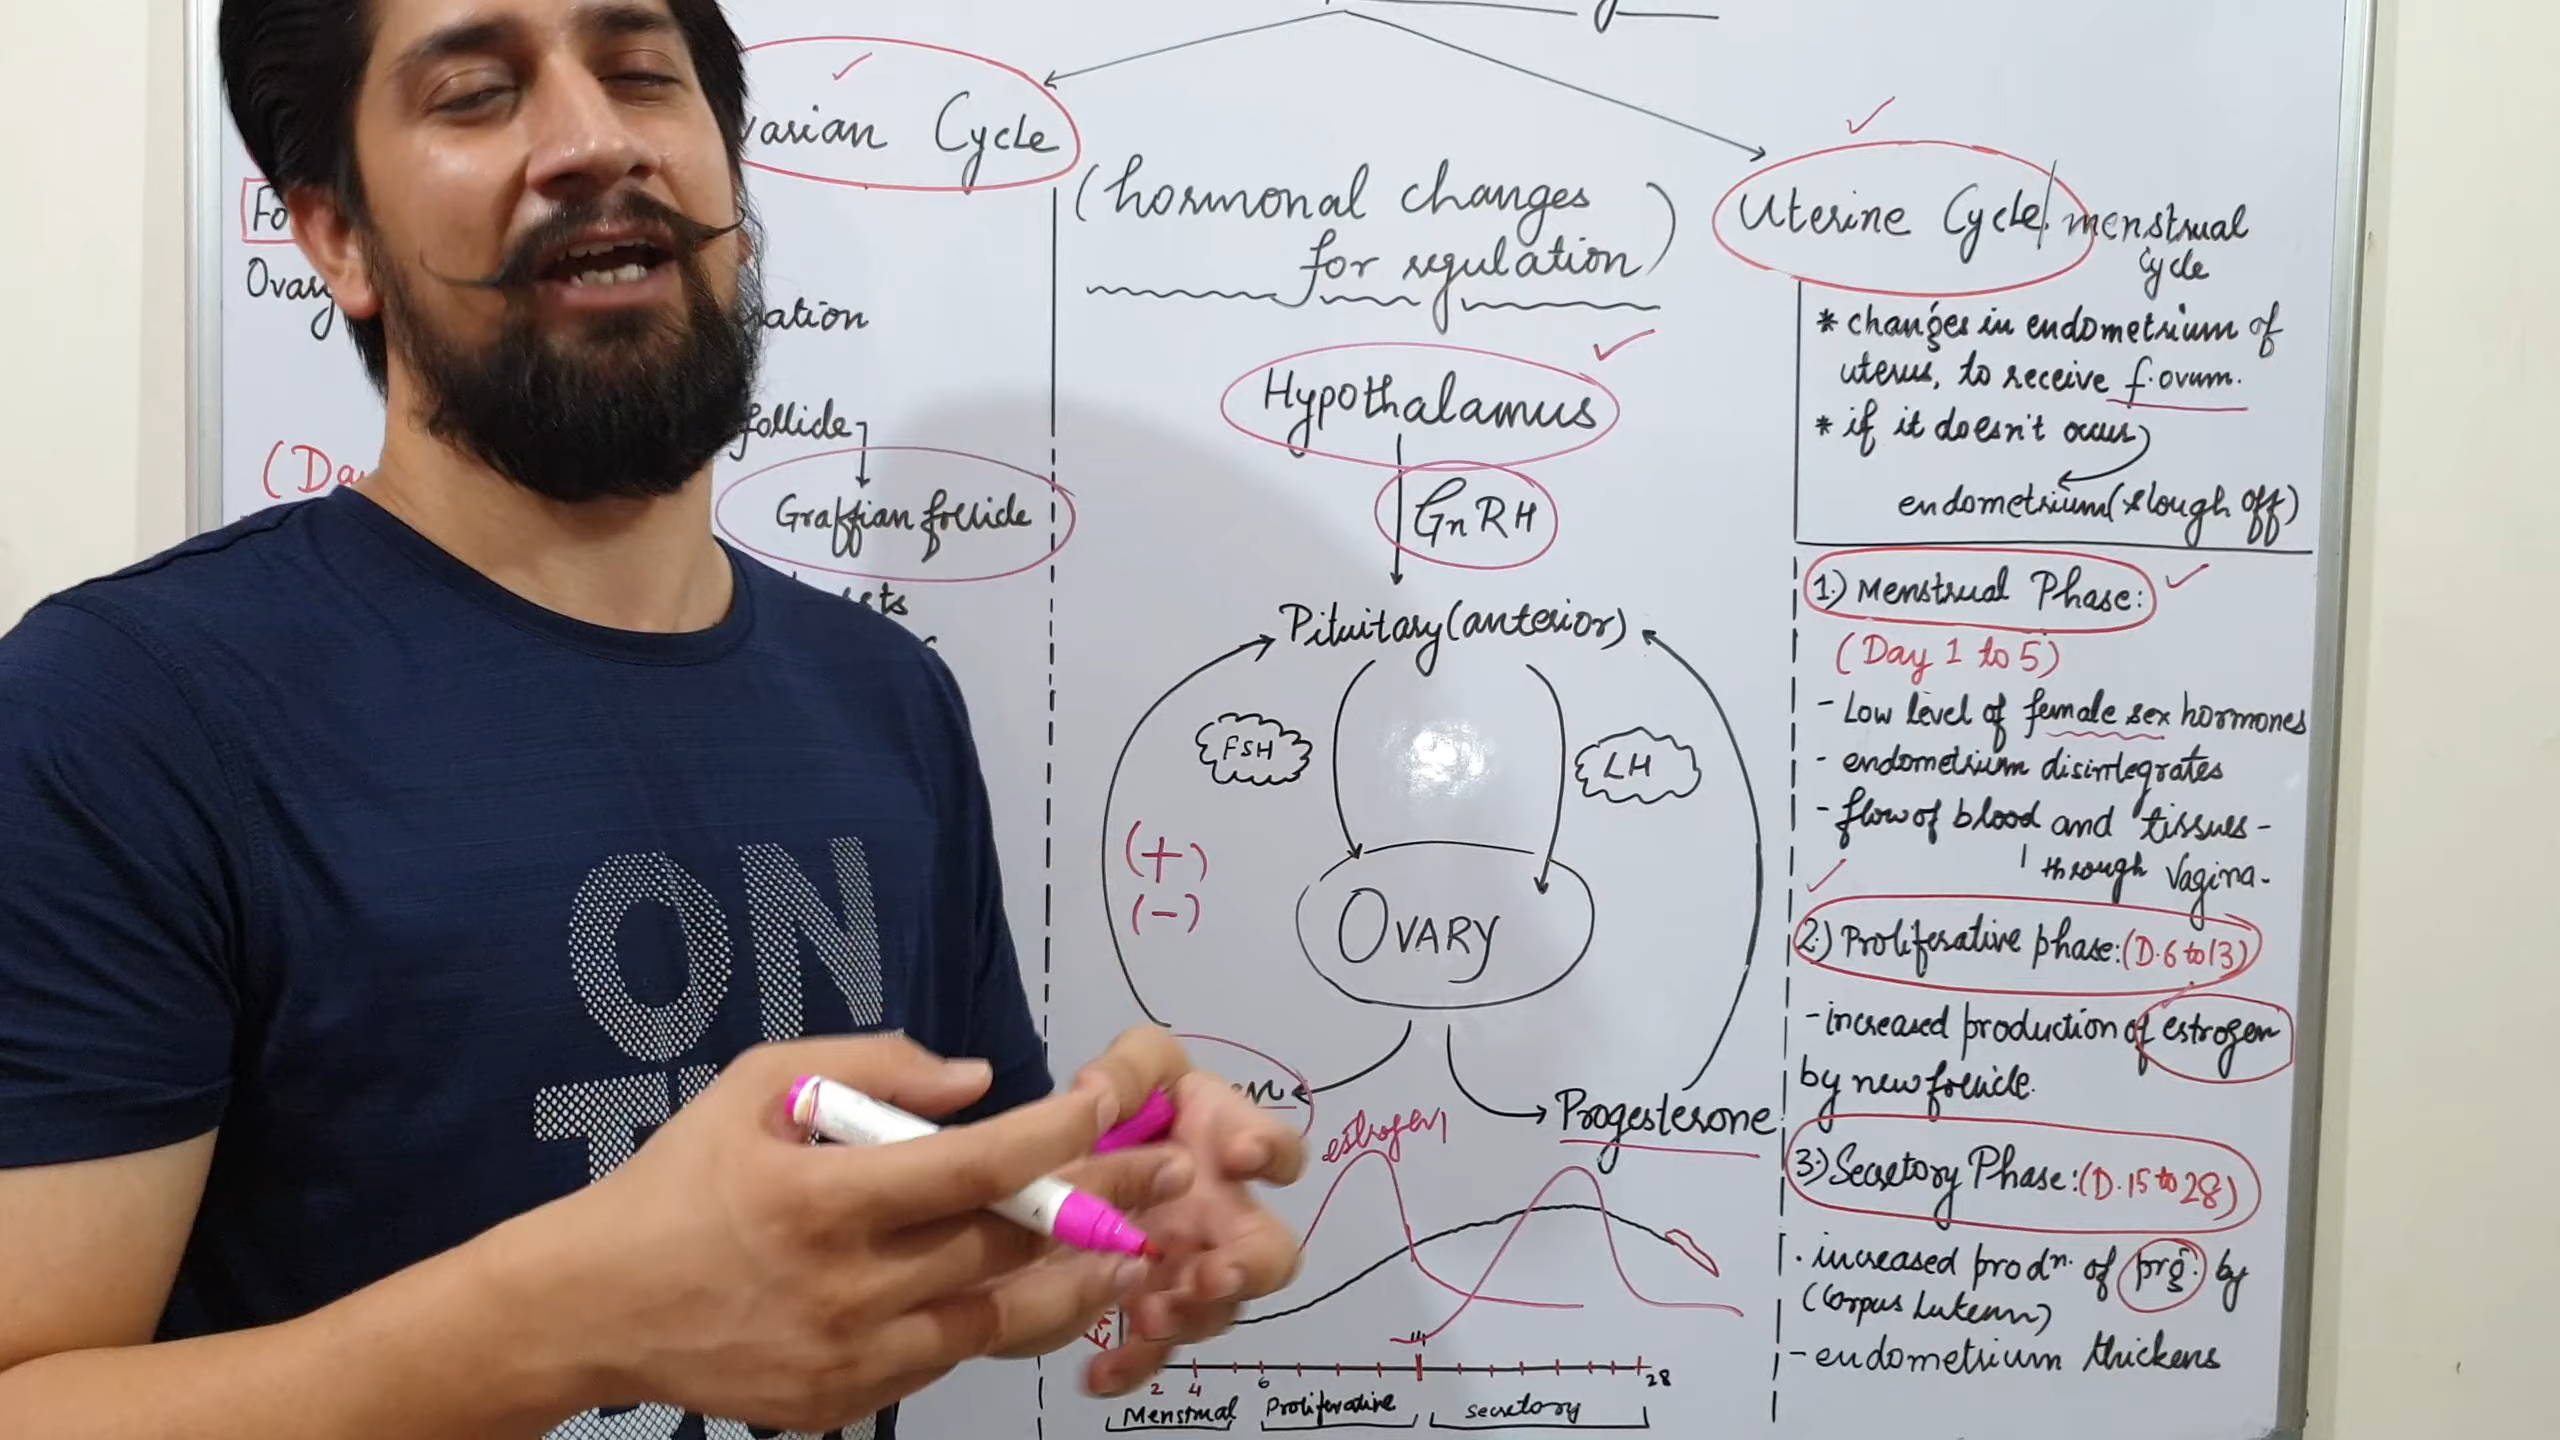 varian Cycle
Fo
Ovary
ation
follicle
(Da
Graffian follicle
(hormonal changes
for regulation)
Hypothalamus
GnRH
Pituitary (anterior)
FSH
LH
(+)
(-)
OVARY
en
Progesterone
estrogen
2 4 6 28
Menstrual Proliferative secretory
Uterine Cycle/menstrual
cycle
* changes in endometrium of
uterus, to receive f.ovum.
* if it doesn't occur
endometrium (slough off)
1.) Menstrual Phase:
(Day 1 to 5)
- Low level of female sex hormones
- endometrium disintegrates
- flow of blood and tissues -
through vagina.
2.) Proliferative phase: (D.6 to 13)
- increased production of estrogen
by new follicle.
3.) Secretory Phase: (D.15 to 28)
. increased prodn. of prg. by
(Corpus Luteum)
- endometrium thickens
ON